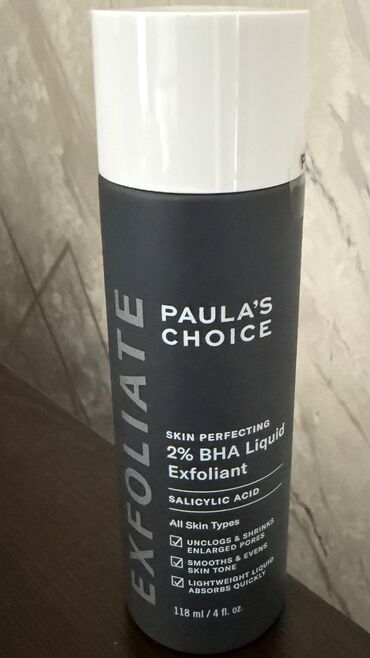 EXFOLIATE
PAULA'S
CHOICE
SKIN PERFECTING
2% BHA Liquid
Exfoliant
SALICYLIC ACID
All Skin Types
UNCLOGS & SHRINKS
ENLARGED PORES
SMOOTHS & EVENS
SKIN TONE
LIGHTWEIGHT LIQUID
ABSORBS QUICKLY
118 ml / 4 fl. oz.